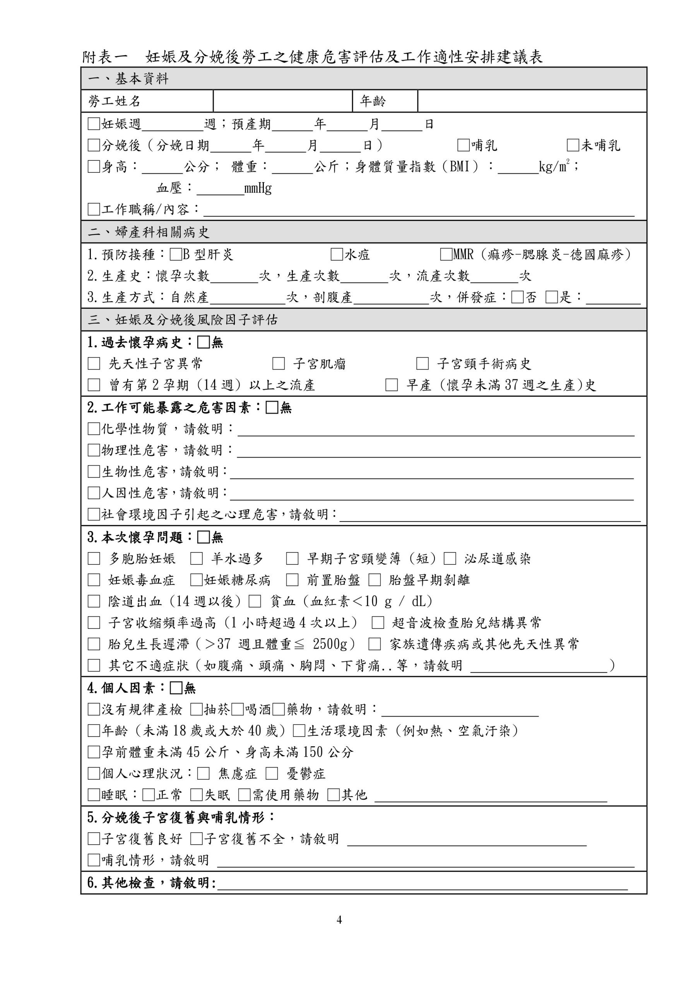 附表一　妊娠及分娩後勞工之健康危害評估及工作適性安排建議表
一、基本資料
勞工姓名　年齡
□妊娠週_________週；預產期______年______月______日
□分娩後（分娩日期______年______月______日）　□哺乳　□未哺乳
□身高：______公分； 體重：______公斤；身體質量指數（BMI）：______kg/m²；
血壓：_______mmHg
□工作職稱/內容：_______________________________________________________________
二、婦產科相關病史
1.預防接種：□B 型肝炎　□水痘　□MMR（痲疹-腮腺炎-德國麻疹）
2.生產史：懷孕次數_______次，生產次數_______次，流產次數_______次
3.生產方式：自然產___________次，剖腹產___________次，併發症：□否 □是：________
三、妊娠及分娩後風險因子評估
1.過去懷孕病史：□無
□ 先天性子宮異常　□ 子宮肌瘤　□ 子宮頸手術病史
□ 曾有第 2 孕期（14 週）以上之流產　□ 早產（懷孕未滿 37 週之生產)史
2.工作可能暴露之危害因素：□無
□化學性物質，請敘明：__________________________________________________________
□物理性危害，請敘明：___________________________________________________________
□生物性危害，請敘明：___________________________________________________________
□人因性危害，請敘明：___________________________________________________________
□社會環境因子引起之心理危害，請敘明：____________________________________________
3.本次懷孕問題：□無
□ 多胞胎妊娠　□ 羊水過多　□ 早期子宮頸變薄（短）□ 泌尿道感染
□ 妊娠毒血症　□妊娠糖尿病　□ 前置胎盤 □ 胎盤早期剝離
□ 陰道出血（14 週以後）□ 貧血（血紅素＜10 g / dL）
□ 子宮收縮頻率過高（1 小時超過 4 次以上） □ 超音波檢查胎兒結構異常
□ 胎兒生長遲滯（＞37 週且體重≦ 2500g） □ 家族遺傳疾病或其他先天性異常
□ 其它不適症狀（如腹痛、頭痛、胸悶、下背痛..等，請敘明 ____________________）
4.個人因素：□無
□沒有規律產檢 □抽菸□喝酒□藥物，請敘明：_______________________
□年齡（未滿 18 歲或大於 40 歲）□生活環境因素（例如熱、空氣汙染）
□孕前體重未滿 45 公斤、身高未滿 150 公分
□個人心理狀況：□ 焦慮症 □ 憂鬱症
□睡眠：□正常 □失眠 □需使用藥物 □其他 __________________________________
5.分娩後子宮復舊與哺乳情形：
□子宮復舊良好 □子宮復舊不全，請敘明 ___________________________________
□哺乳情形，請敘明 _____________________________________________________________
6.其他檢查，請敘明:____________________________________________________________
4